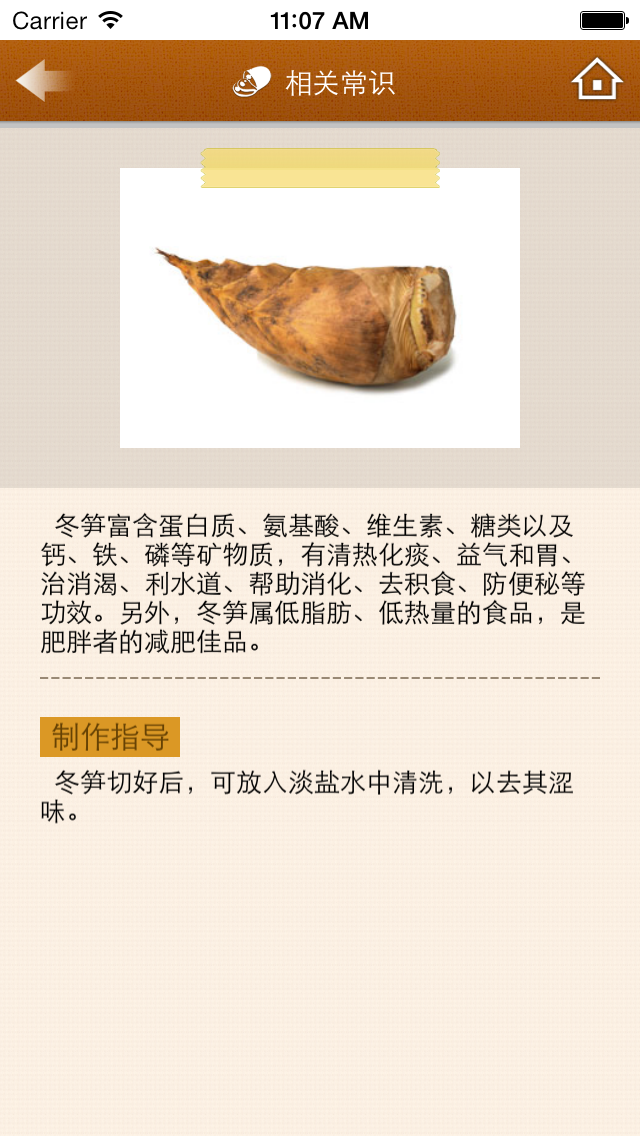 Carrier 11:07 AM
相关常识
冬笋富含蛋白质、氨基酸、维生素、糖类以及
钙、铁、磷等矿物质，有清热化痰、益气和胃、
治消渴、利水道、帮助消化、去积食、防便秘等
功效。另外，冬笋属低脂肪、低热量的食品，是
肥胖者的减肥佳品。
制作指导
冬笋切好后，可放入淡盐水中清洗，以去其涩
味。